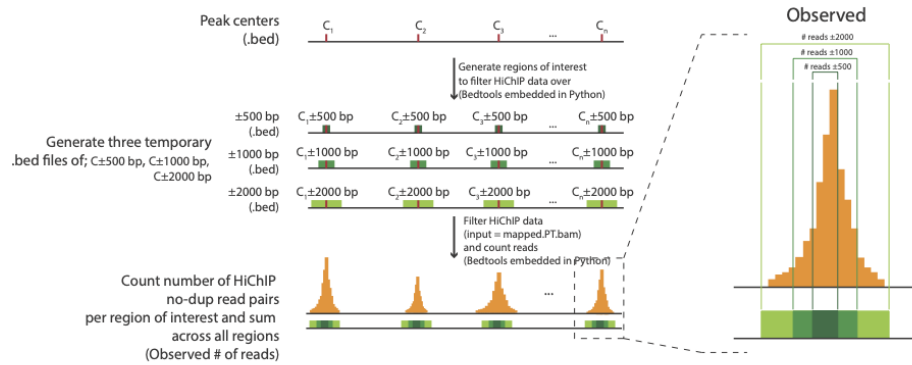 Peak centers
(.bed)
C1 C2 C3 ... Cn
Generate regions of interest
to filter HiChIP data over
(Bedtools embedded in Python)
Generate three temporary
.bed files of; C±500 bp, C±1000 bp,
C±2000 bp
±500 bp
(.bed)
C1±500 bp C2±500 bp C3±500 bp ... Cn±500 bp
±1000 bp
(.bed)
C1±1000 bp C2±1000 bp C3±1000 bp ... Cn±1000 bp
±2000 bp
(.bed)
C1±2000 bp C2±2000 bp C3±2000 bp ... Cn±2000 bp
Filter HiChIP data
(input = mapped.PT.bam)
and count reads
(Bedtools embedded in Python)
Count number of HiChIP
no-dup read pairs
per region of interest and sum
across all regions
(Observed # of reads)
...
Observed
# reads ±2000
# reads ±1000
# reads ±500